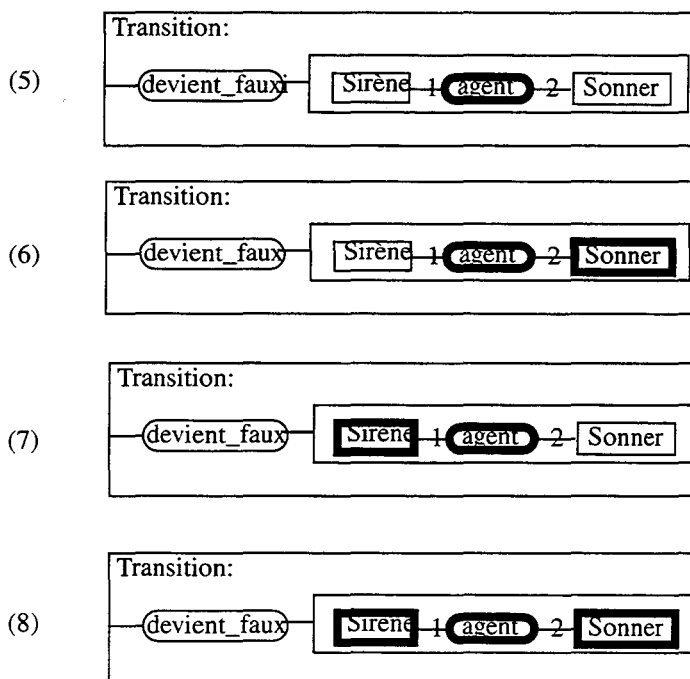 Transition:
(5) devient_fauxi Sirène 1 agent 2 Sonner
Transition:
(6) devient_faux Sirène 1 agent 2 Sonner
Transition:
(7) devient_faux Sirène 1 agent 2 Sonner
Transition:
(8) devient_faux Sirène 1 agent 2 Sonner